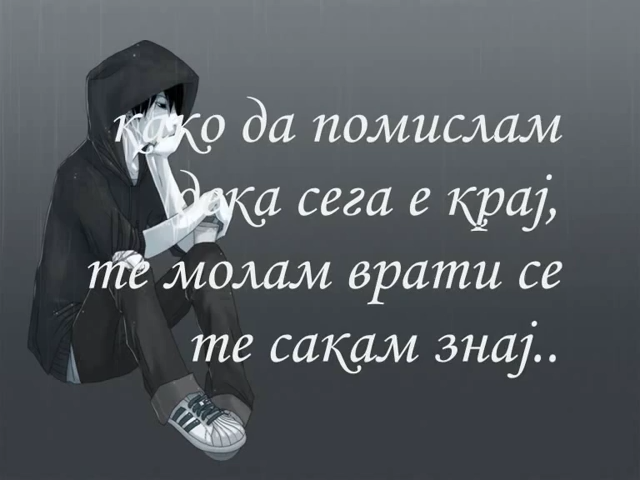 како да помислам
дека сега е крај,
те молам врати се
те сакам знај..